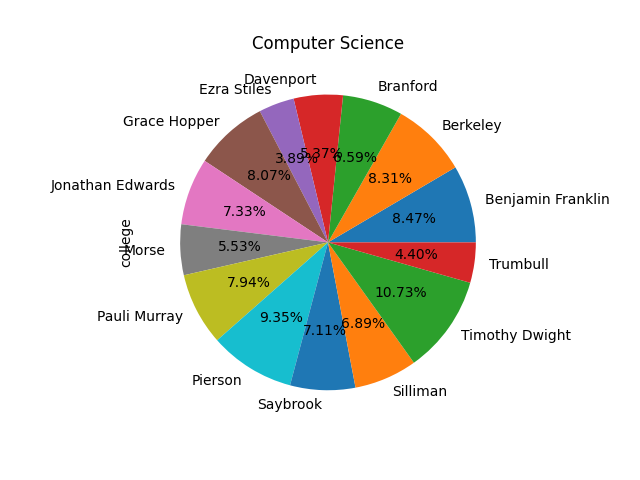 Computer Science
Davenport
Branford
Ezra Stiles
Grace Hopper
Berkeley
5.37%
6.59%
3.89%
8.07%
8.31%
Jonathan Edwards
Benjamin Franklin
7.33%
8.47%
college
Morse
5.53%
4.40%
Trumbull
7.94%
10.73%
Pauli Murray
9.35%
7.11%
6.89%
Timothy Dwight
Pierson
Saybrook
Silliman